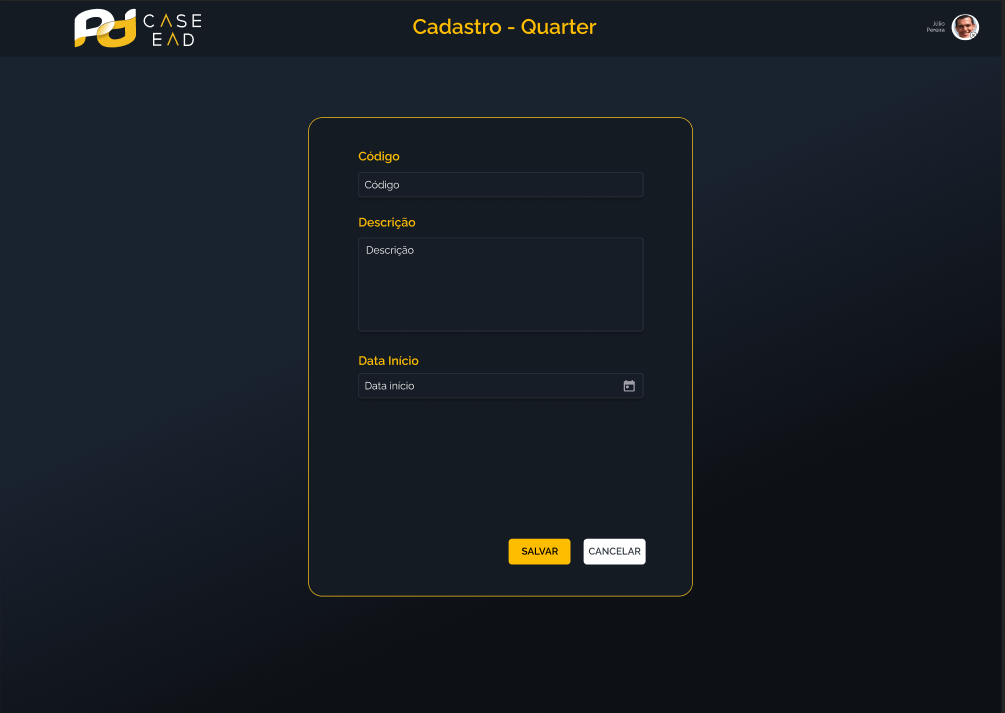 PD CASE
EAD
Cadastro - Quarter
Júlio
Pereira
Código
Código
Descrição
Descrição
Data Início
Data início
SALVAR
CANCELAR